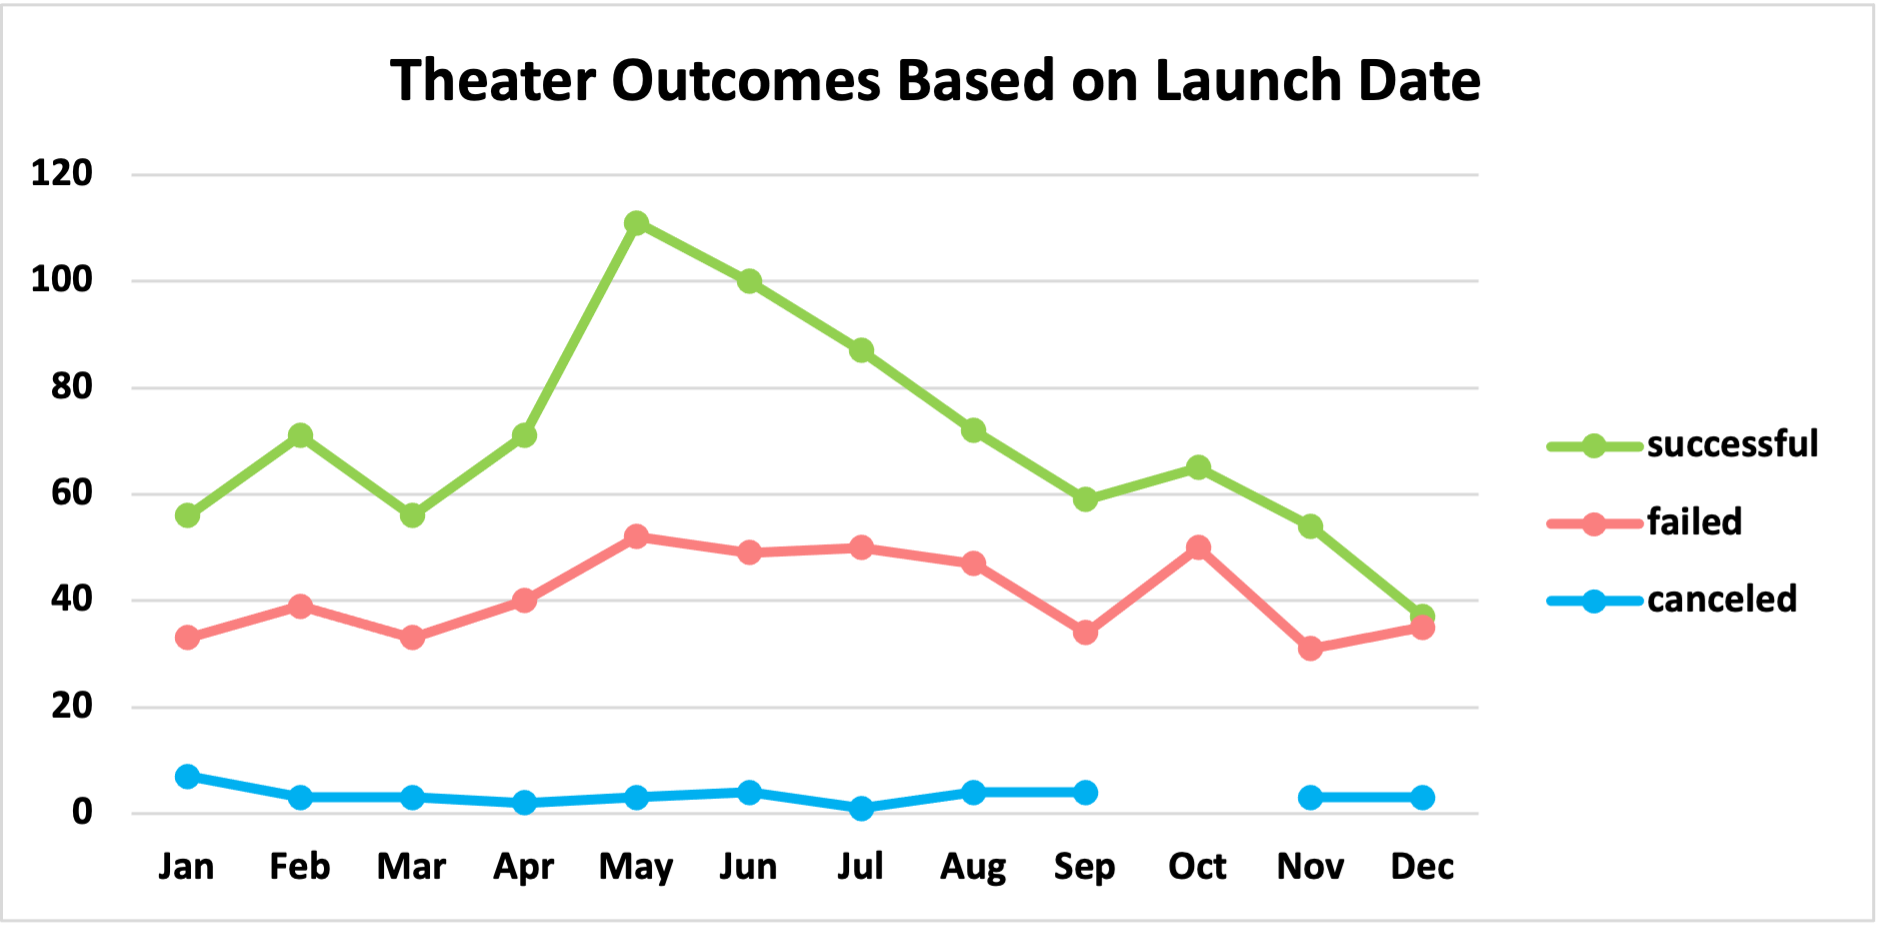 Theater Outcomes Based on Launch Date
120
100
80
60
40
20
0
Jan Feb Mar Apr May Jun Jul Aug Sep Oct Nov Dec
successful
failed
canceled